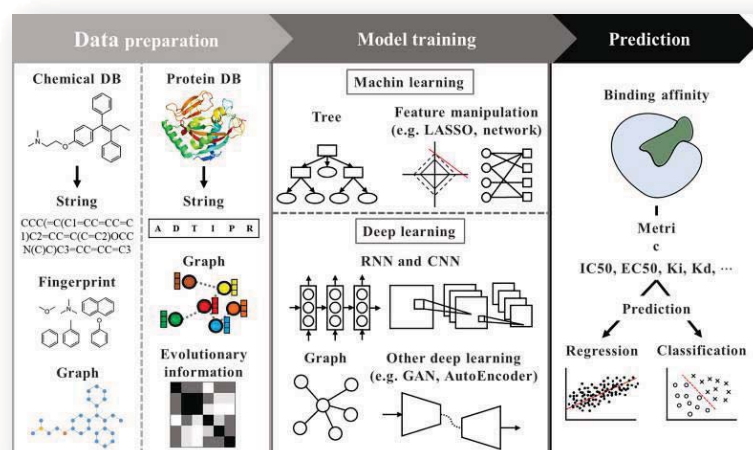 Data preparation
Model training
Prediction
Chemical DB
String
CCC(=C(C1=CC=CC=C
1)C2=CC=C(C=C2)OCC
N(C)C)C3=CC=CC=C3
Fingerprint
Graph
Protein DB
String
A D T I P R
Graph
Evolutionary
information
Machin learning
Tree
Feature manipulation
(e.g. LASSO, network)
Deep learning
RNN and CNN
Graph
Other deep learning
(e.g. GAN, AutoEncoder)
Binding affinity
Metri
c
IC50, EC50, Ki, Kd, ···
Prediction
Regression
Classification